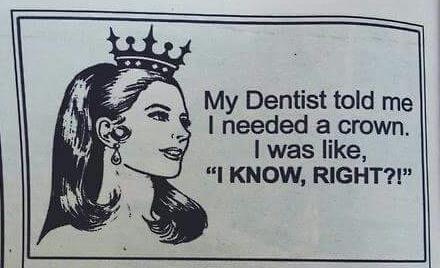 My Dentist told me
I needed a crown.
I was like,
“I KNOW, RIGHT?!”